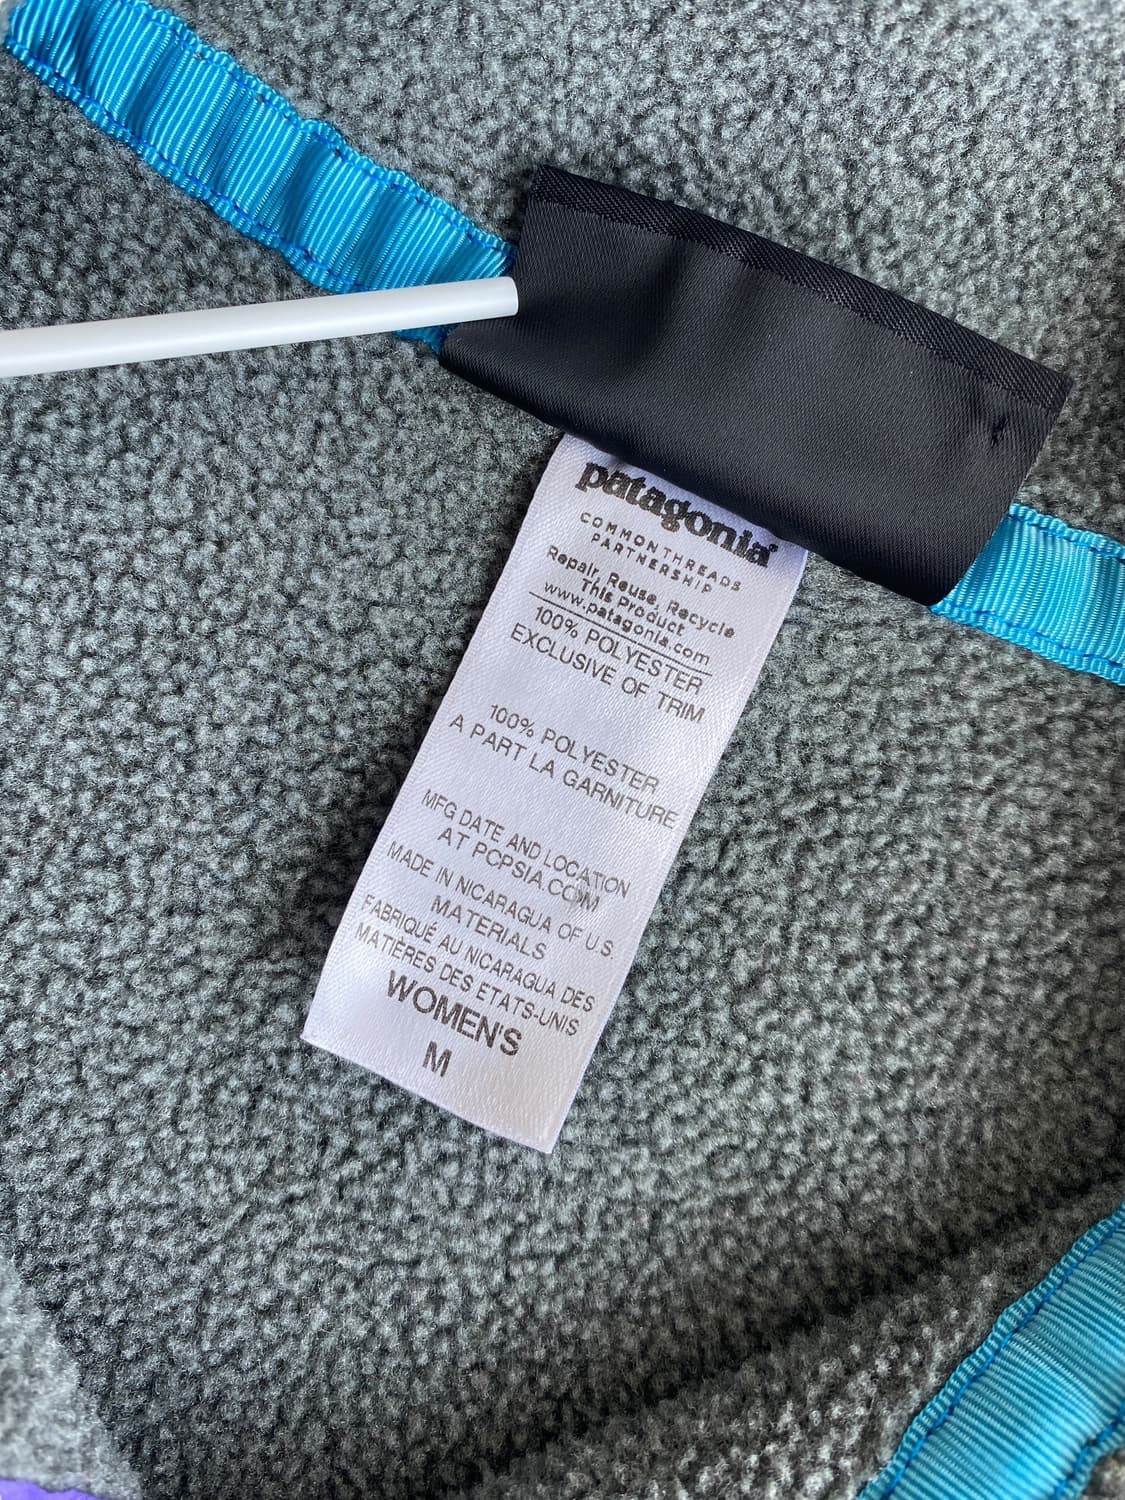 patagonia®
COMMON THREADS
PARTNERSHIP
Repair, Reuse, Recycle
This Product
www.patagonia.com
100% POLYESTER
EXCLUSIVE OF TRIM
100% POLYESTER
A PART LA GARNITURE
MFG DATE AND LOCATION
AT PCPSIA.COM
MADE IN NICARAGUA OF U.S.
MATERIALS
FABRIQUÉ AU NICARAGUA DES
MATIÈRES DES ETATS-UNIS
WOMEN'S
M